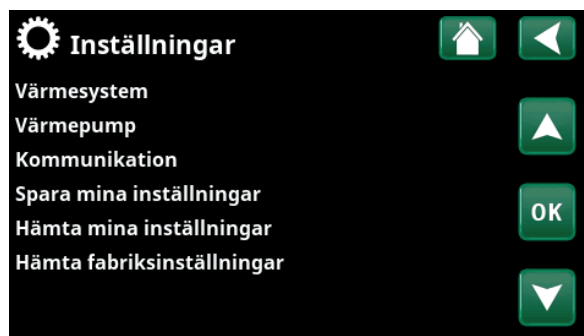 Inställningar
Värmesystem
Värmepump
Kommunikation
Spara mina inställningar
OK
Hämta mina inställningar
Hämta fabriksinställningar